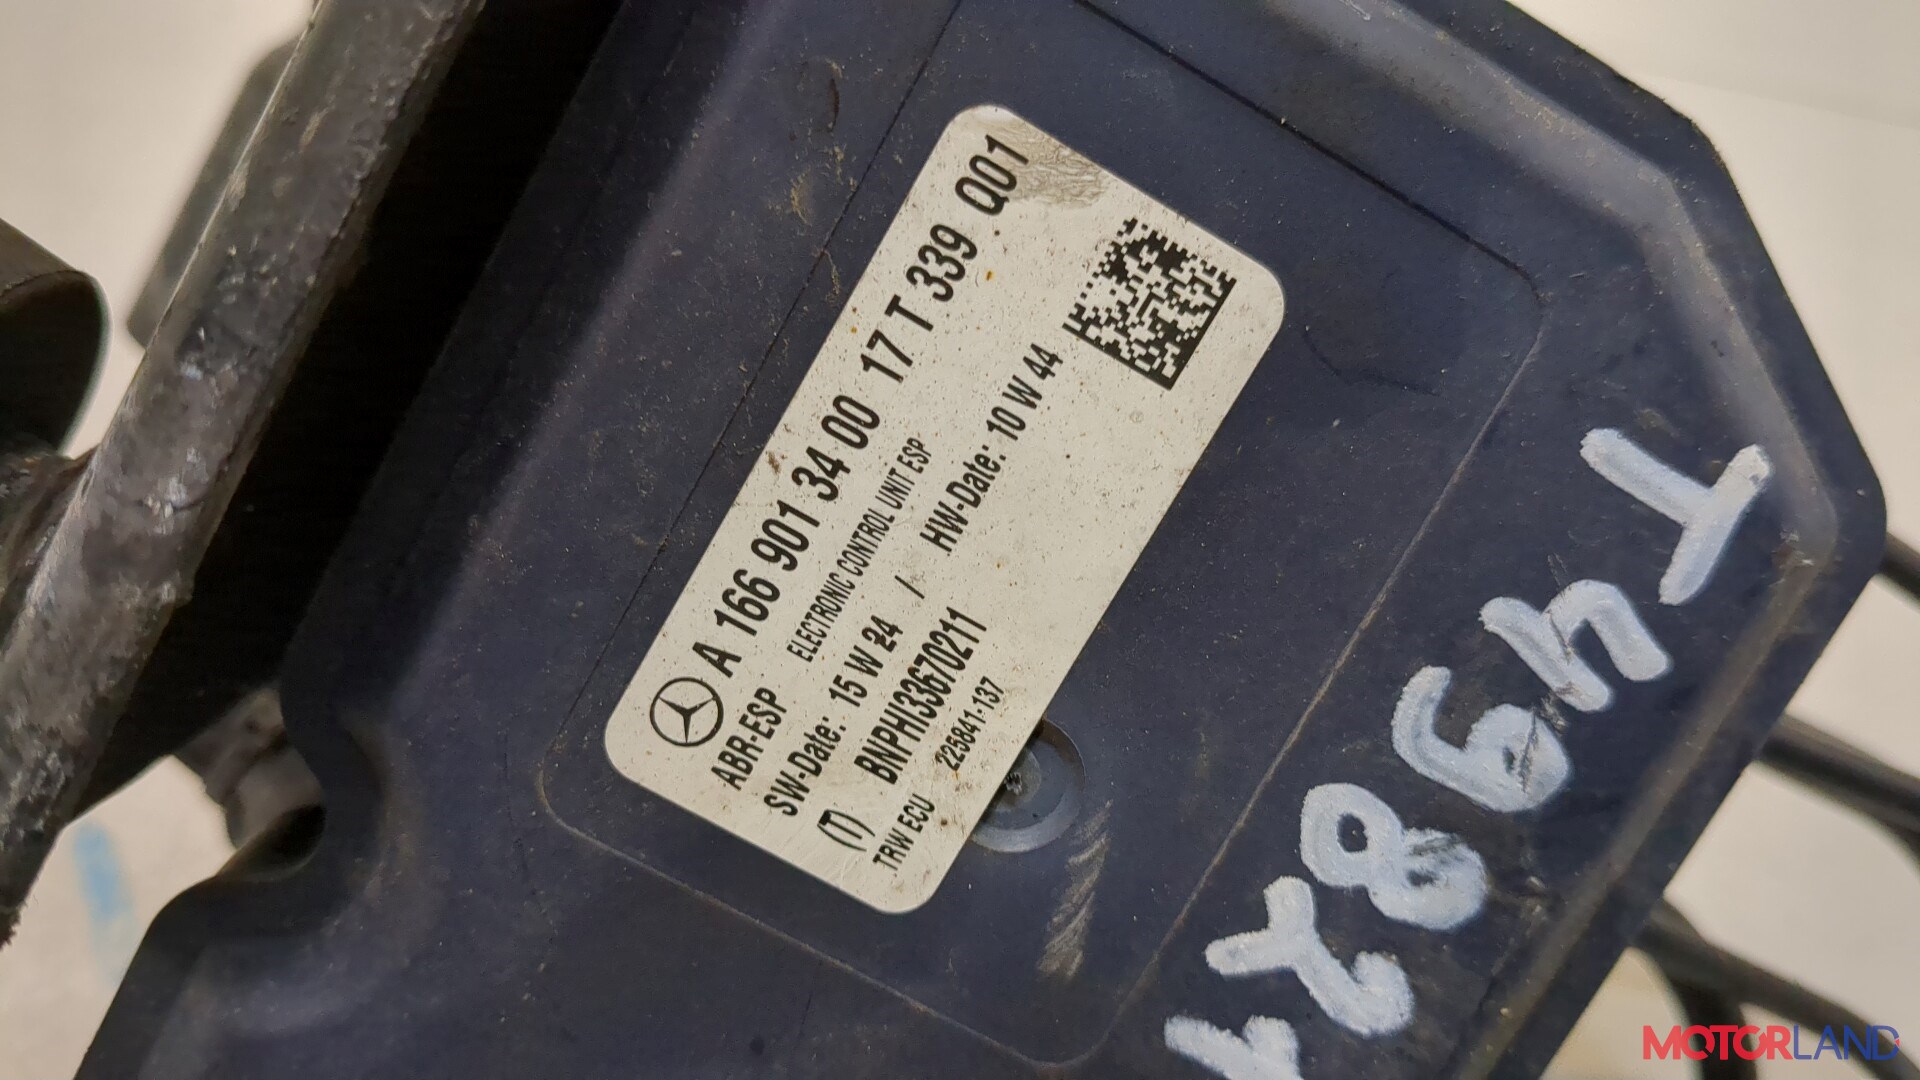 A 166 901 34 00 17 T 339 Q01
ABR-ESP ELECTRONIC CONTROL UNIT ESP
SW-Date: 15 W 24 / HW-Date: 10 W 44
(T) BNPHI33670211
TRW ECU 225841-137
MOTORLAND